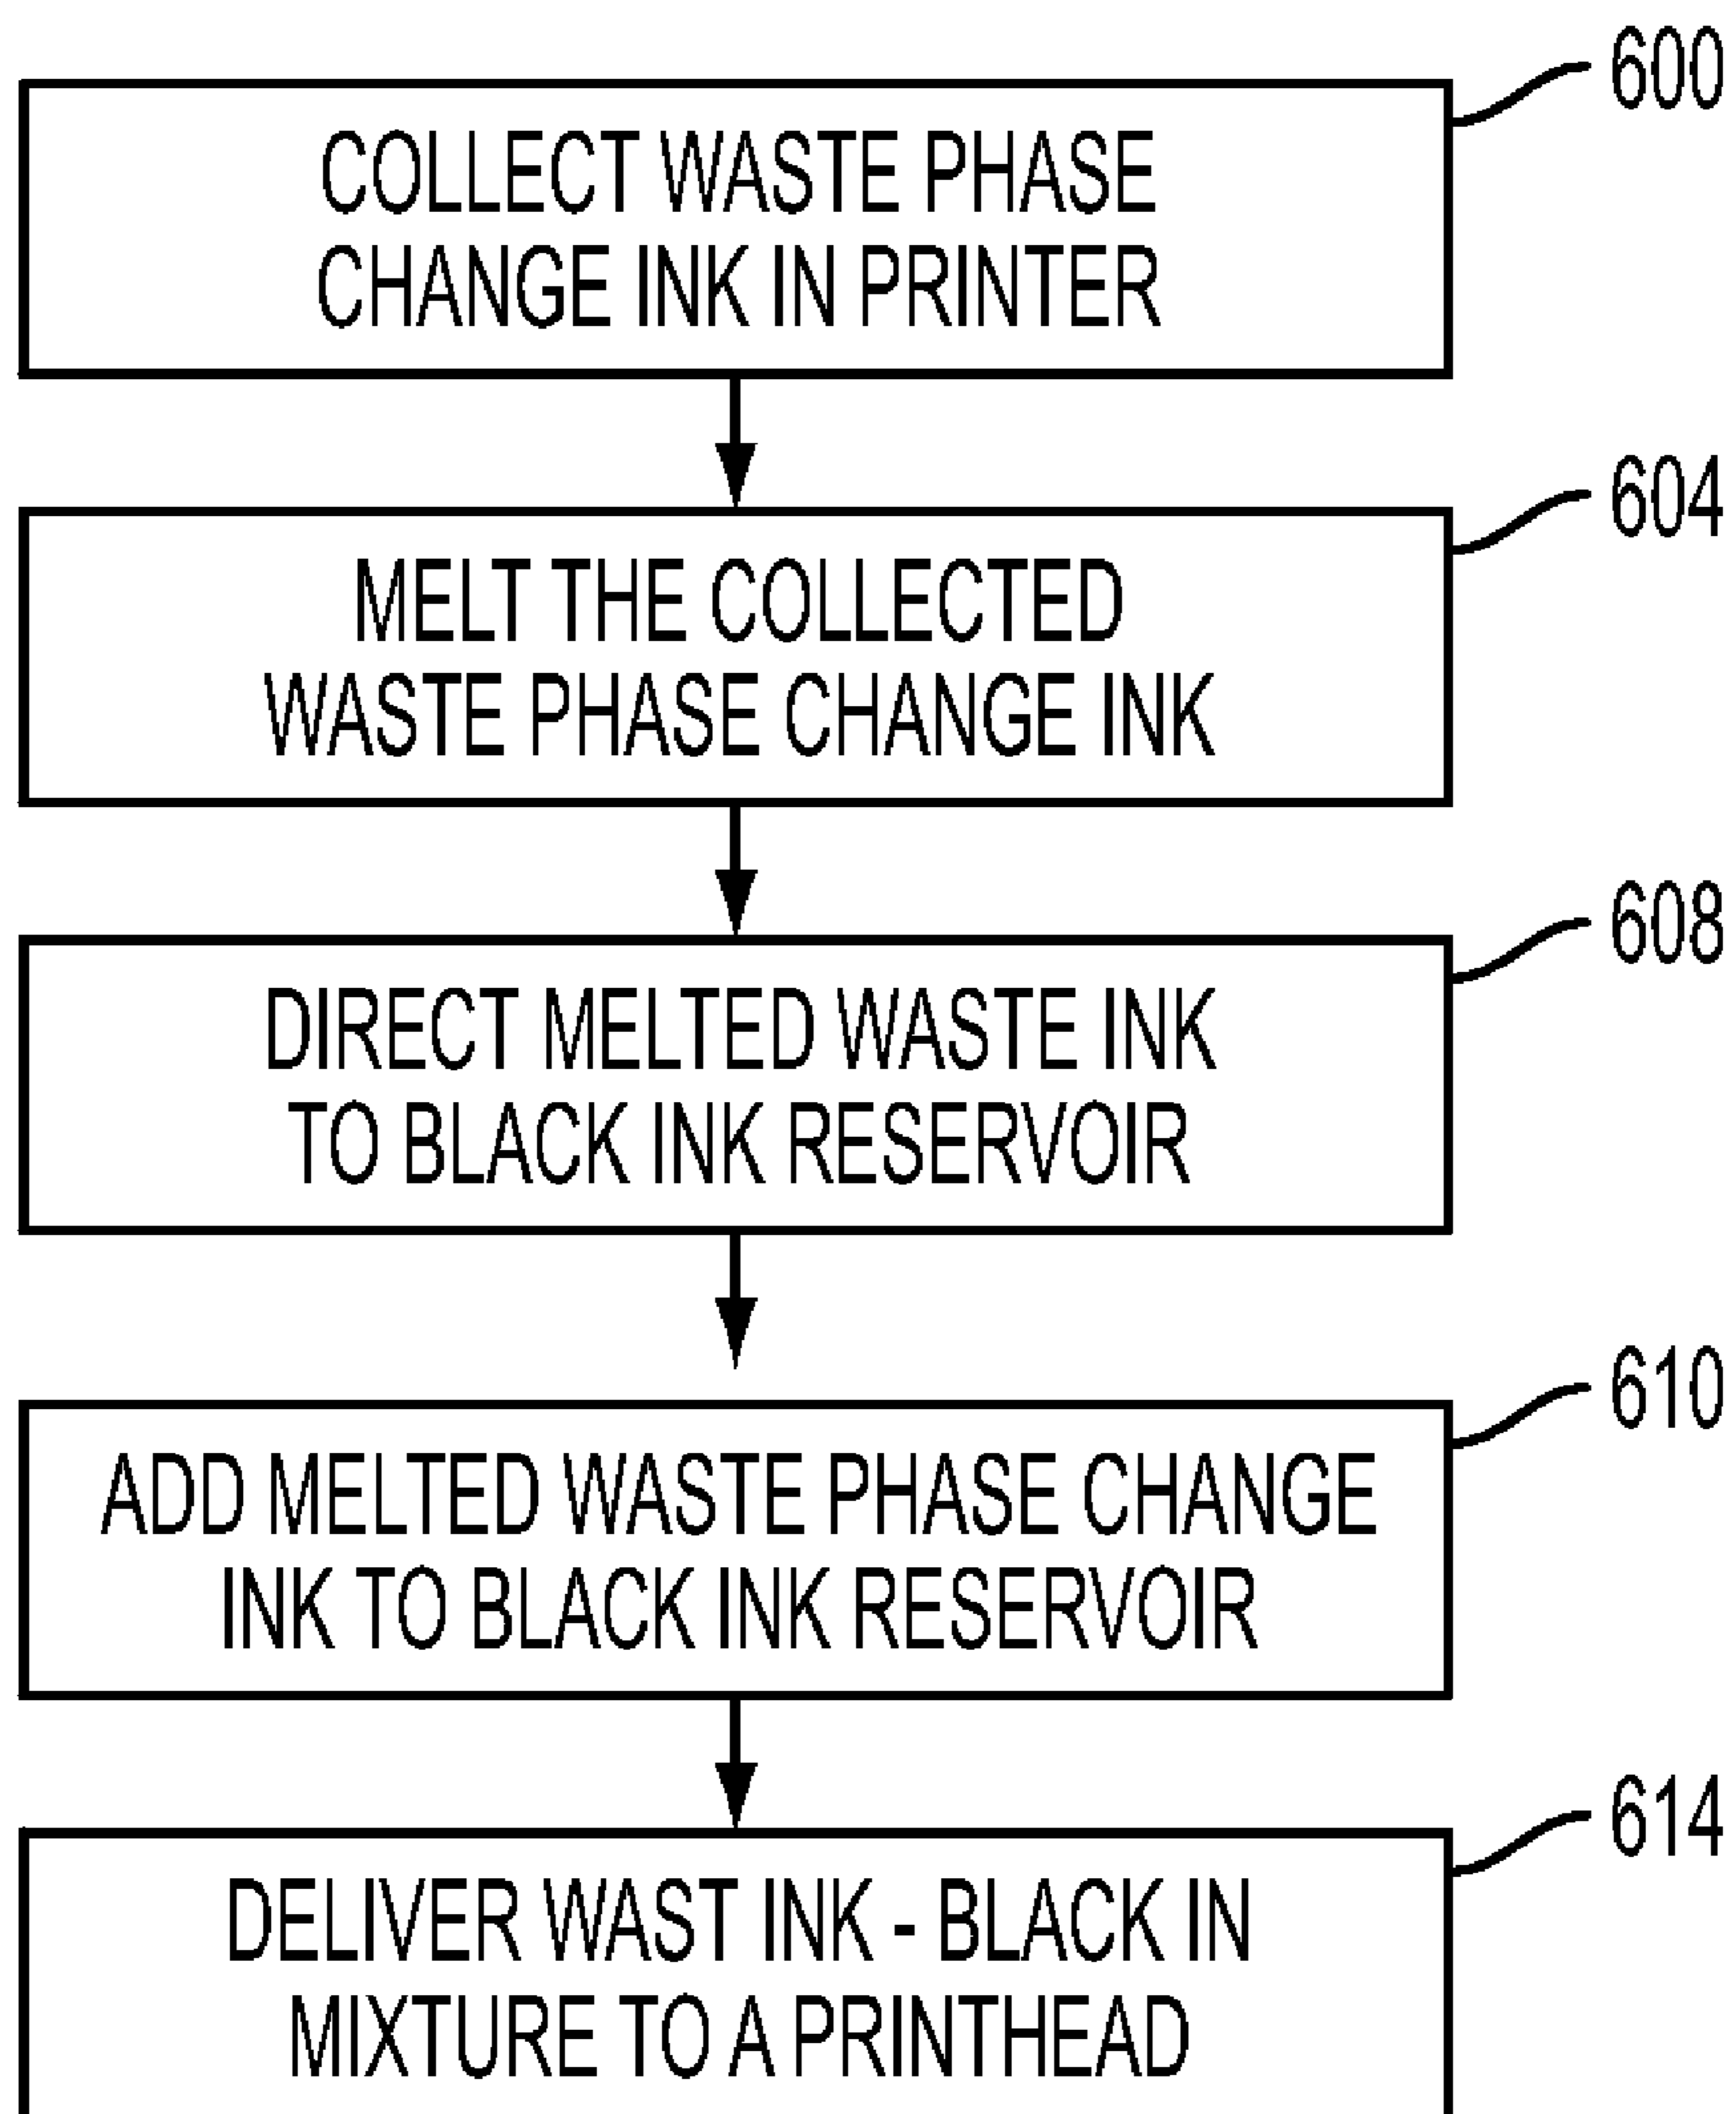 600
COLLECT WASTE PHASE
CHANGE INK IN PRINTER
604
MELT THE COLLECTED
WASTE PHASE CHANGE INK
608
DIRECT MELTED WASTE INK
TO BLACK INK RESERVOIR
610
ADD MELTED WASTE PHASE CHANGE
INK TO BLACK INK RESERVOIR
614
DELIVER WAST INK - BLACK IN
MIXTURE TO A PRINTHEAD